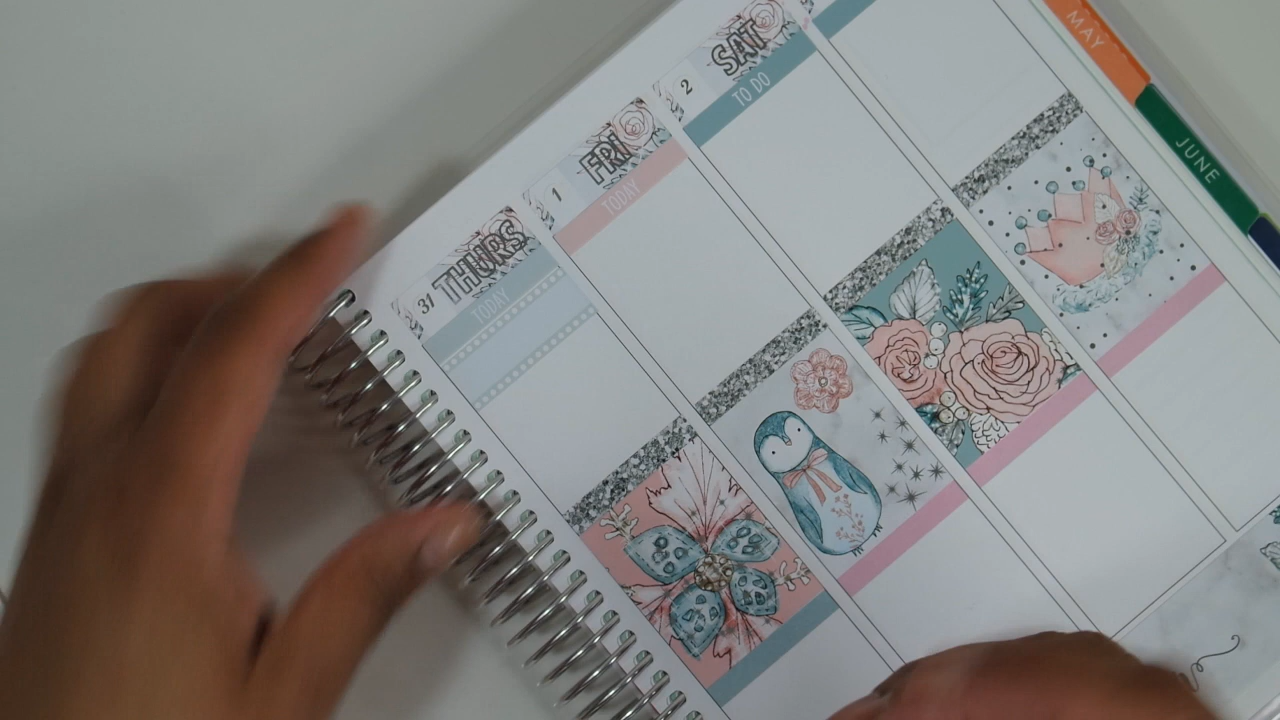 31 THURS
TODAY
1 FRI
TODAY
2 SAT
TO DO
MAY
JUNE